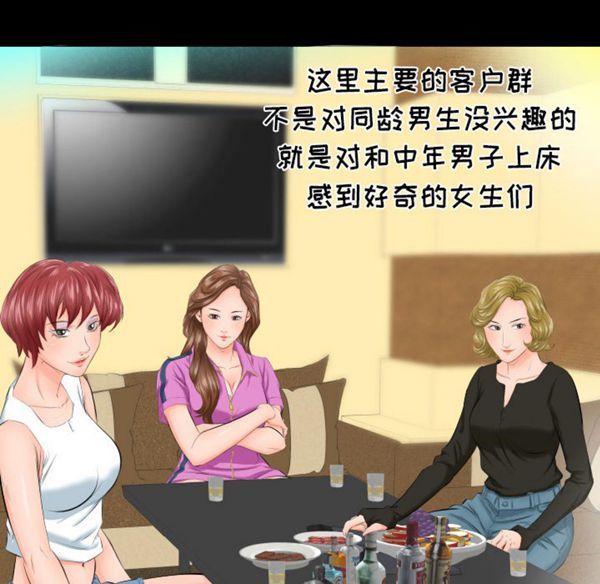 这里主要的客户群
不是对同龄男生没兴趣的
就是对和中年男子上床
感到好奇的女生们